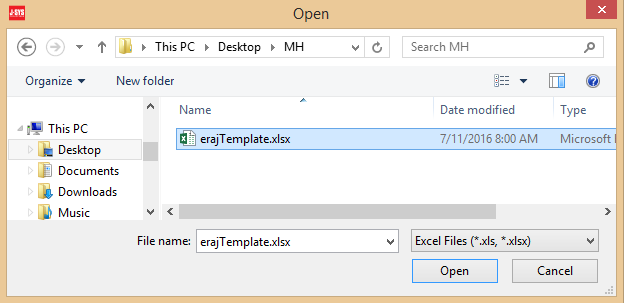 J-SYS
Open
This PC Desktop MH
Search MH
Organize New folder
Name Date modified Type
erajTemplate.xlsx 7/11/2016 8:00 AM Microsoft
This PC
Desktop
Documents
Downloads
Music
File name: erajTemplate.xlsx Excel Files (*.xls, *.xlsx)
Open Cancel